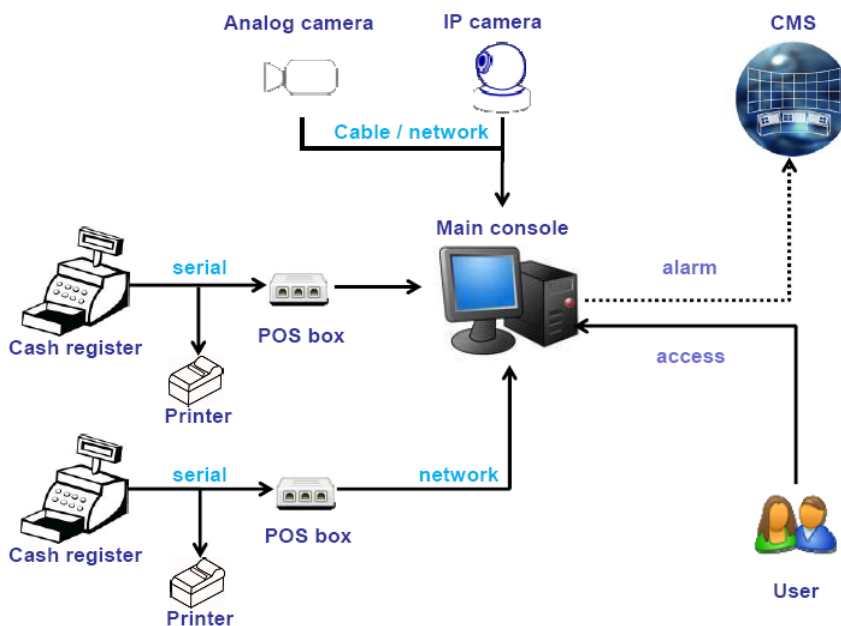 Analog camera
IP camera
CMS
Cable / network
Main console
serial
alarm
POS box
Cash register
access
Printer
serial
network
POS box
Cash register
User
Printer